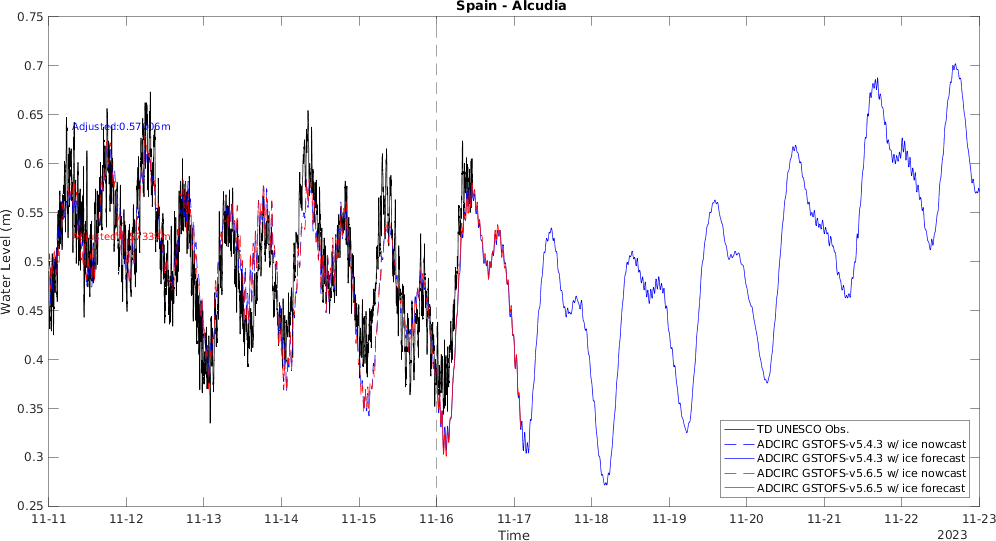 Spain - Alcudia
0.75
0.7
0.65
0.6
0.55
0.5
0.45
0.4
0.35
0.3
0.25
Water Level (m)
TD UNESCO Obs.
ADCIRC GSTOFS-v5.4.3 w/ ice nowcast
ADCIRC GSTOFS-v5.4.3 w/ ice forecast
ADCIRC GSTOFS-v5.6.5 w/ ice nowcast
ADCIRC GSTOFS-v5.6.5 w/ ice forecast
11-11 11-12 11-13 11-14 11-15 11-16 11-17 11-18 11-19 11-20 11-21 11-22 11-23
Time
2023